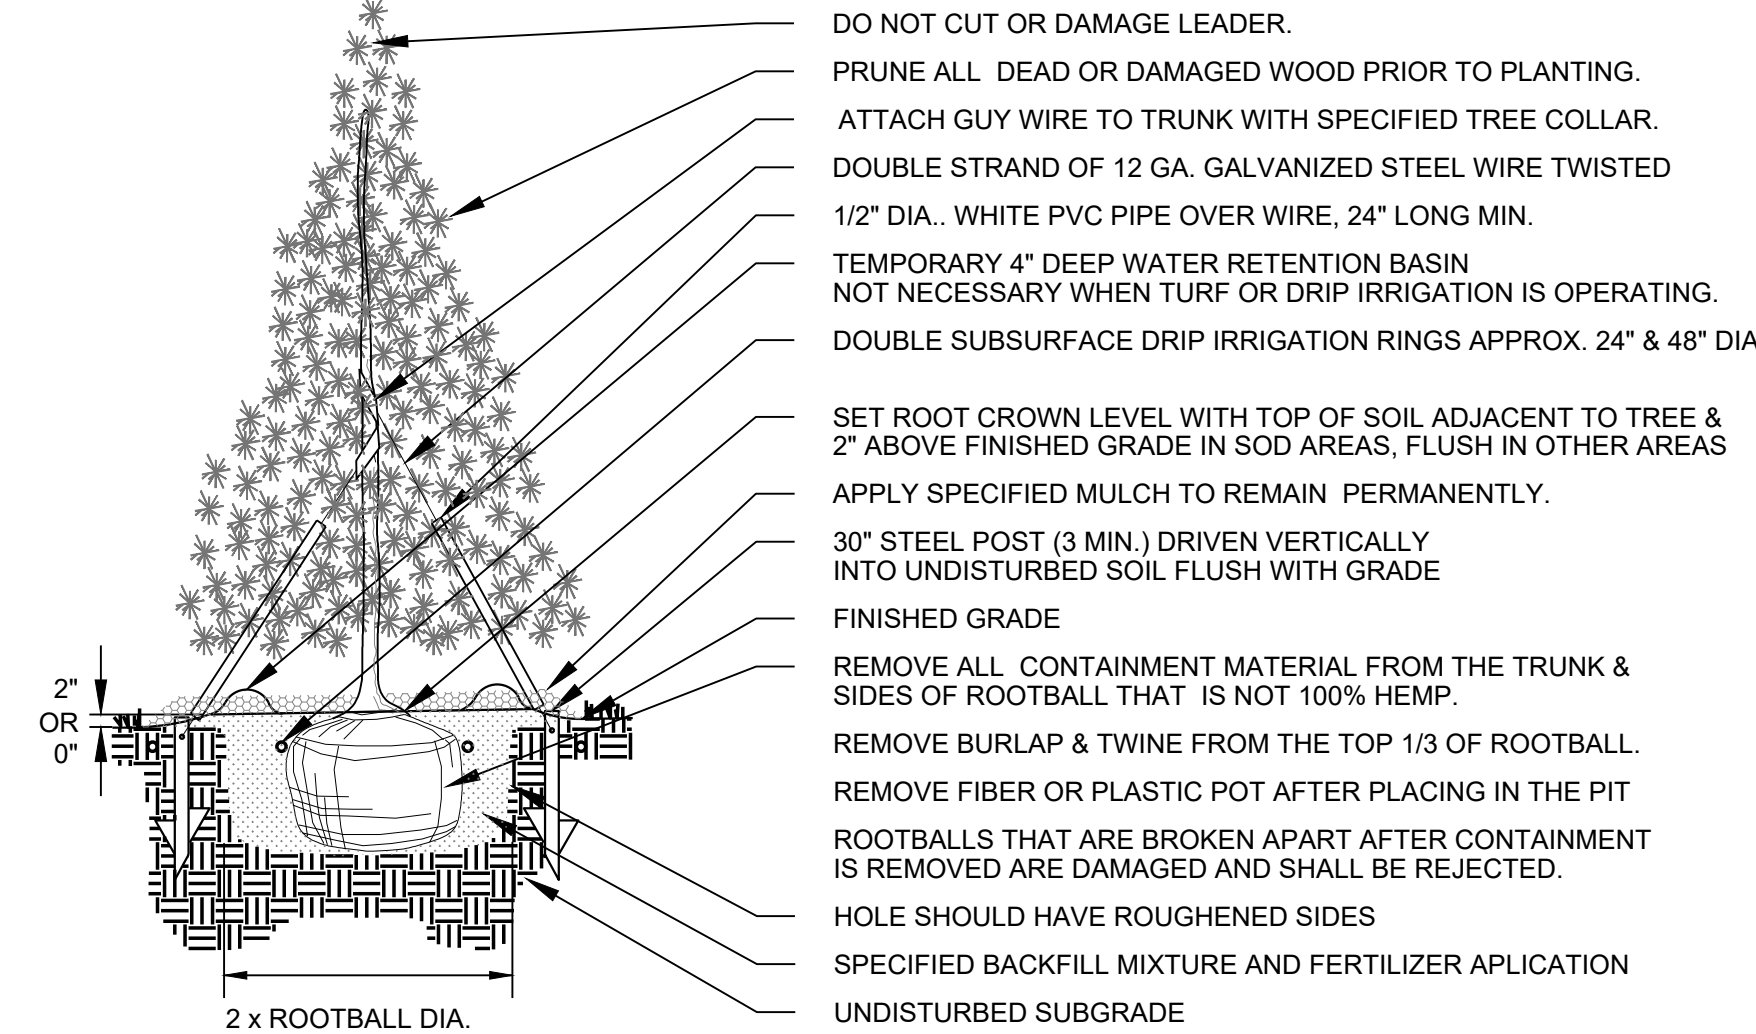 DO NOT CUT OR DAMAGE LEADER.
PRUNE ALL DEAD OR DAMAGED WOOD PRIOR TO PLANTING.
ATTACH GUY WIRE TO TRUNK WITH SPECIFIED TREE COLLAR.
DOUBLE STRAND OF 12 GA. GALVANIZED STEEL WIRE TWISTED
1/2" DIA.. WHITE PVC PIPE OVER WIRE, 24" LONG MIN.
TEMPORARY 4" DEEP WATER RETENTION BASIN
NOT NECESSARY WHEN TURF OR DRIP IRRIGATION IS OPERATING.
DOUBLE SUBSURFACE DRIP IRRIGATION RINGS APPROX. 24" & 48" DIA
SET ROOT CROWN LEVEL WITH TOP OF SOIL ADJACENT TO TREE &
2" ABOVE FINISHED GRADE IN SOD AREAS, FLUSH IN OTHER AREAS
APPLY SPECIFIED MULCH TO REMAIN PERMANENTLY.
30" STEEL POST (3 MIN.) DRIVEN VERTICALLY
INTO UNDISTURBED SOIL FLUSH WITH GRADE
FINISHED GRADE
REMOVE ALL CONTAINMENT MATERIAL FROM THE TRUNK &
SIDES OF ROOTBALL THAT IS NOT 100% HEMP.
REMOVE BURLAP & TWINE FROM THE TOP 1/3 OF ROOTBALL.
REMOVE FIBER OR PLASTIC POT AFTER PLACING IN THE PIT
ROOTBALLS THAT ARE BROKEN APART AFTER CONTAINMENT
IS REMOVED ARE DAMAGED AND SHALL BE REJECTED.
HOLE SHOULD HAVE ROUGHENED SIDES
SPECIFIED BACKFILL MIXTURE AND FERTILIZER APLICATION
UNDISTURBED SUBGRADE
2"
OR
0"
2 x ROOTBALL DIA.